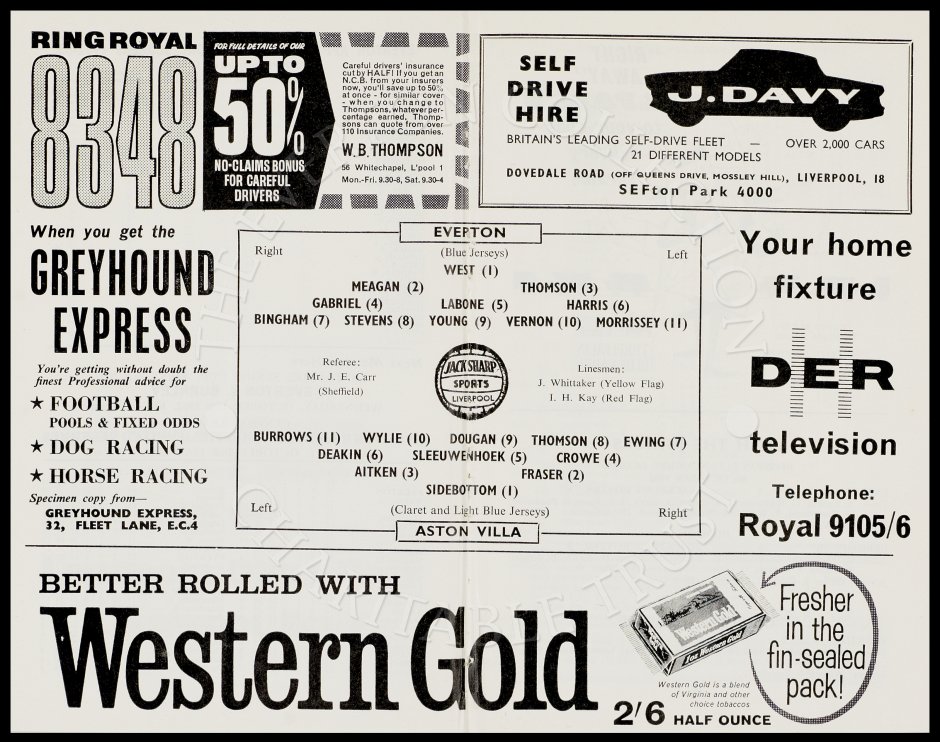 RING ROYAL
8348
FOR FULL DETAILS OF OUR
UP TO
50%
NO-CLAIMS BONUS
FOR CAREFUL
DRIVERS
Careful drivers' insurance
cut by HALF! If you get an
N.C.B. from your insurers
now, you'll save up to 50%,
at once - for similar cover
- when you change to
Thompsons, whatever per-
centage earned. Thomp-
sons can quote from over
110 Insurance Companies.
W. B. THOMPSON
56 Whitechapel, L'pool 1
Mon.-Fri. 9.30-8, Sat. 9.30-4
SELF
DRIVE
HIRE
J. DAVY
BRITAIN'S LEADING SELF-DRIVE FLEET — OVER 2,000 CARS
21 DIFFERENT MODELS
DOVEDALE ROAD (OFF QUEENS DRIVE, MOSSLEY HILL), LIVERPOOL, 18
SEFton Park 4000
When you get the
GREYHOUND
EXPRESS
You're getting without doubt the
finest Professional advice for
★ FOOTBALL
POOLS & FIXED ODDS
★ DOG RACING
★ HORSE RACING
Specimen copy from—
GREYHOUND EXPRESS,
32, FLEET LANE, E.C.4
EVERTON
Right (Blue Jerseys) Left
WEST (1)
MEAGAN (2) THOMSON (3)
GABRIEL (4) LABONE (5) HARRIS (6)
BINGHAM (7) STEVENS (8) YOUNG (9) VERNON (10) MORRISSEY (11)
Referee:
Mr. J. E. Carr
(Sheffield)
JACK SHARP
SPORTS
LIVERPOOL
Linesmen:
J. Whittaker (Yellow Flag)
I. H. Kay (Red Flag)
BURROWS (11) WYLIE (10) DOUGAN (9) THOMSON (8) EWING (7)
DEAKIN (6) SLEEUWENHOEK (5) CROWE (4)
AITKEN (3) FRASER (2)
SIDEBOTTOM (1)
Left (Claret and Light Blue Jerseys) Right
ASTON VILLA
Your home
fixture
DER
television
Telephone:
Royal 9105/6
BETTER ROLLED WITH
Western Gold
Western Gold
1 oz. Western Gold
Fresher
in the
fin-sealed
pack!
Western Gold is a blend
of Virginia and other
choice tobaccos
2'6 HALF OUNCE
© THE EVERTON COLLECTION ©
CHARITABLE TRUST